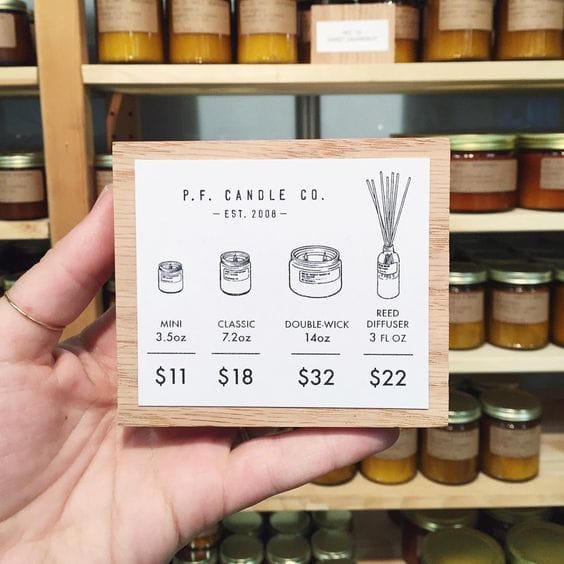 P.F. CANDLE CO.
– EST. 2008 –
MINI
3.5oz
$11
CLASSIC
7.2oz
$18
DOUBLE-WICK
14oz
$32
REED
DIFFUSER
3 FL OZ
$22